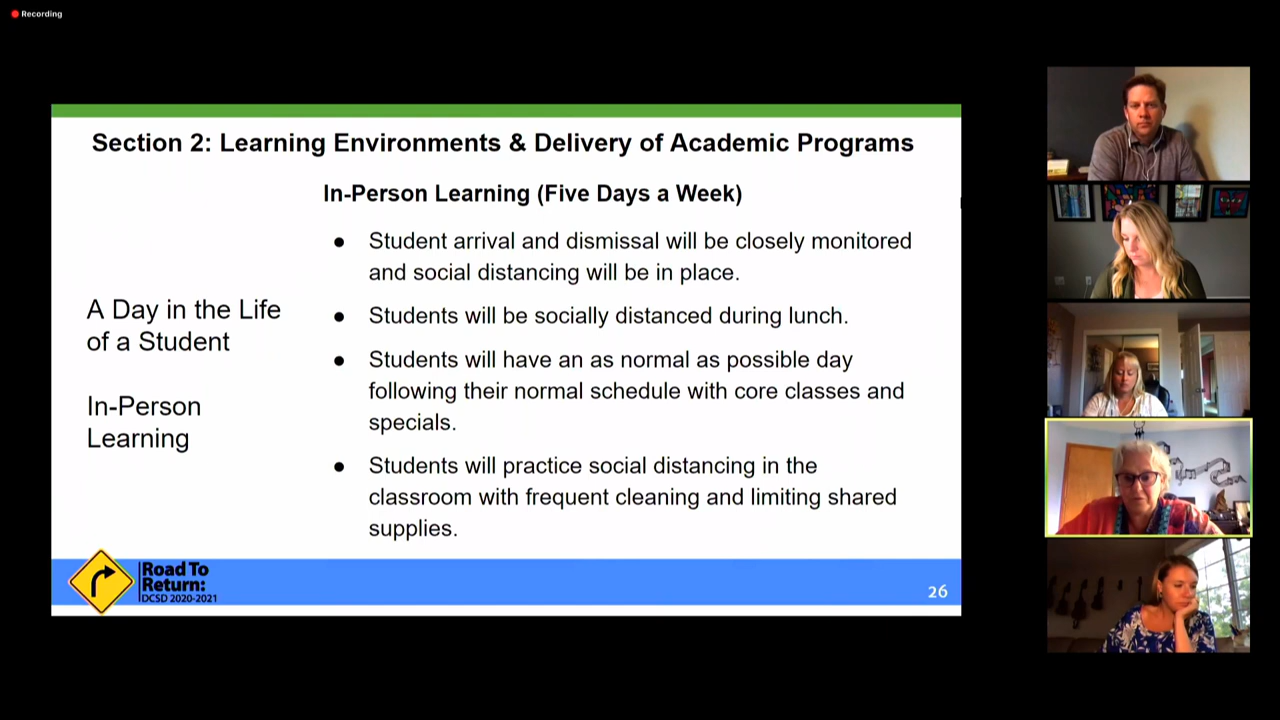 Recording
Section 2: Learning Environments & Delivery of Academic Programs
In-Person Learning (Five Days a Week)
● Student arrival and dismissal will be closely monitored
and social distancing will be in place.
● Students will be socially distanced during lunch.
● Students will have an as normal as possible day
following their normal schedule with core classes and
specials.
● Students will practice social distancing in the
classroom with frequent cleaning and limiting shared
supplies.
A Day in the Life
of a Student
In-Person
Learning
Road To
Return:
DCSD 2020-2021
26